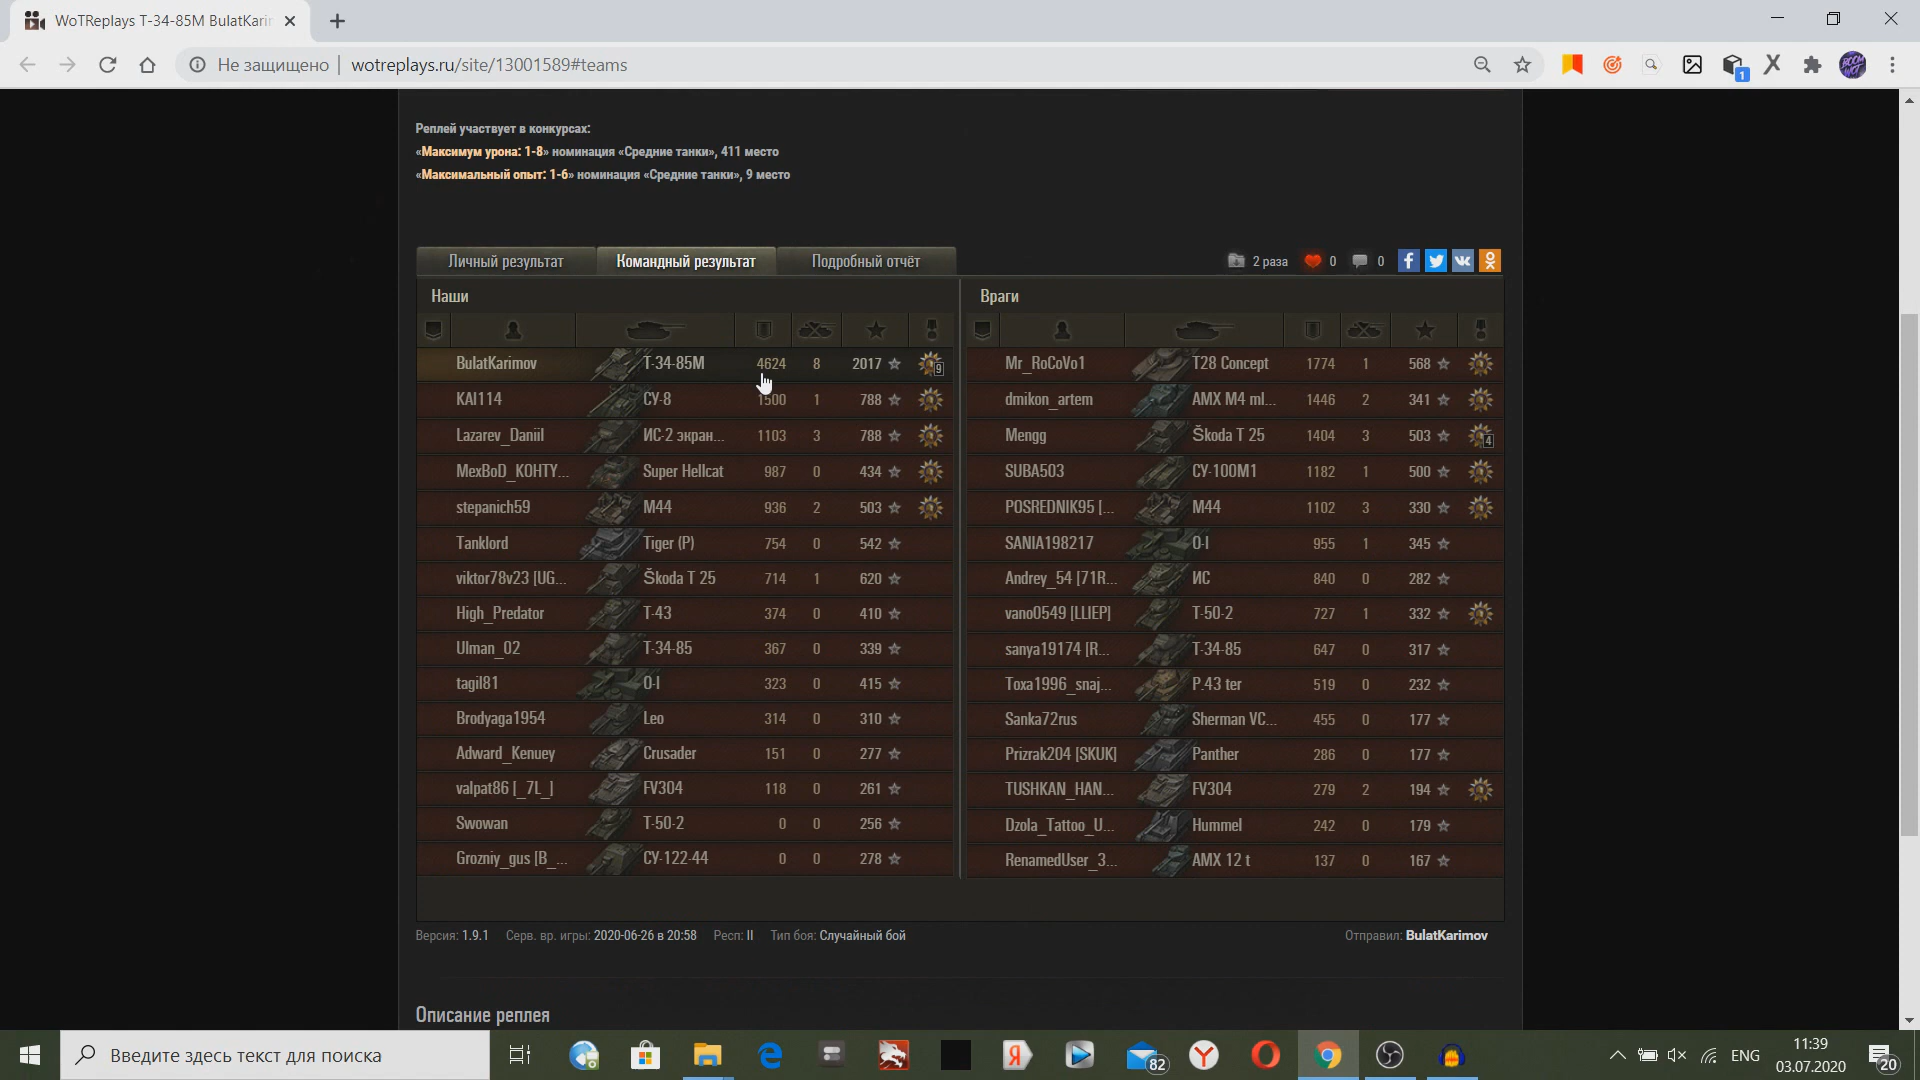 WoTReplays T-34-85M BulatKarim
Не защищено
wotreplays.ru/site/13001589#teams
1
Реплей участвует в конкурсах:
«Максимум урона: 1-8» номинация «Средние танки», 411 место
«Максимальный опыт: 1-6» номинация «Средние танки», 9 место
Личный результат Командный результат Подробный отчёт 2 раза 0 0
Наши
BulatKarimov T-34-85M 4624 8 2017 9
KAI114 СУ-8 1500 1 788
Lazarev_Daniil ИС-2 экран... 1103 3 788
MexBoD_KOHTY... Super Hellcat 987 0 434
stepanich59 M44 936 2 503
Tanklord Tiger (P) 754 0 542
viktor78v23 [UG... Škoda T 25 714 1 620
High_Predator T-43 374 0 410
Ulman_02 T-34-85 367 0 339
tagil81 O-I 323 0 415
Brodyaga1954 Leo 314 0 310
Adward_Kenuey Crusader 151 0 277
valpat86 [_7L_] FV304 118 0 261
Swowan T-50-2 0 0 256
Grozniy_gus [B_... СУ-122-44 0 0 278
Враги
Mr_RoCoVo1 T28 Concept 1774 1 568
dmikon_artem AMX M4 ml... 1446 2 341
Mengg Škoda T 25 1404 3 503 4
SUBA503 СУ-100М1 1182 1 500
POSREDNIK95 [... M44 1102 3 330
SANIA198217 O-I 955 1 345
Andrey_54 [71R... ИС 840 0 282
vano0549 [LLIEP] T-50-2 727 1 332
sanya19174 [R... T-34-85 647 0 317
Toxa1996_snaj... P.43 ter 519 0 232
Sanka72rus Sherman VC... 455 0 177
Prizrak204 [SKUK] Panther 286 0 177
TUSHKAN_HAN... FV304 279 2 194
Dzola_Tattoo_U... Hummel 242 0 179
RenamedUser_3... AMX 12 t 137 0 167
Версия: 1.9.1 Серв. вр. игры: 2020-06-26 в 20:58 Респ: II Тип боя: Случайный бой Отправил: BulatKarimov
Описание реплея
Введите здесь текст для поиска
82
ENG
11:39
03.07.2020
20